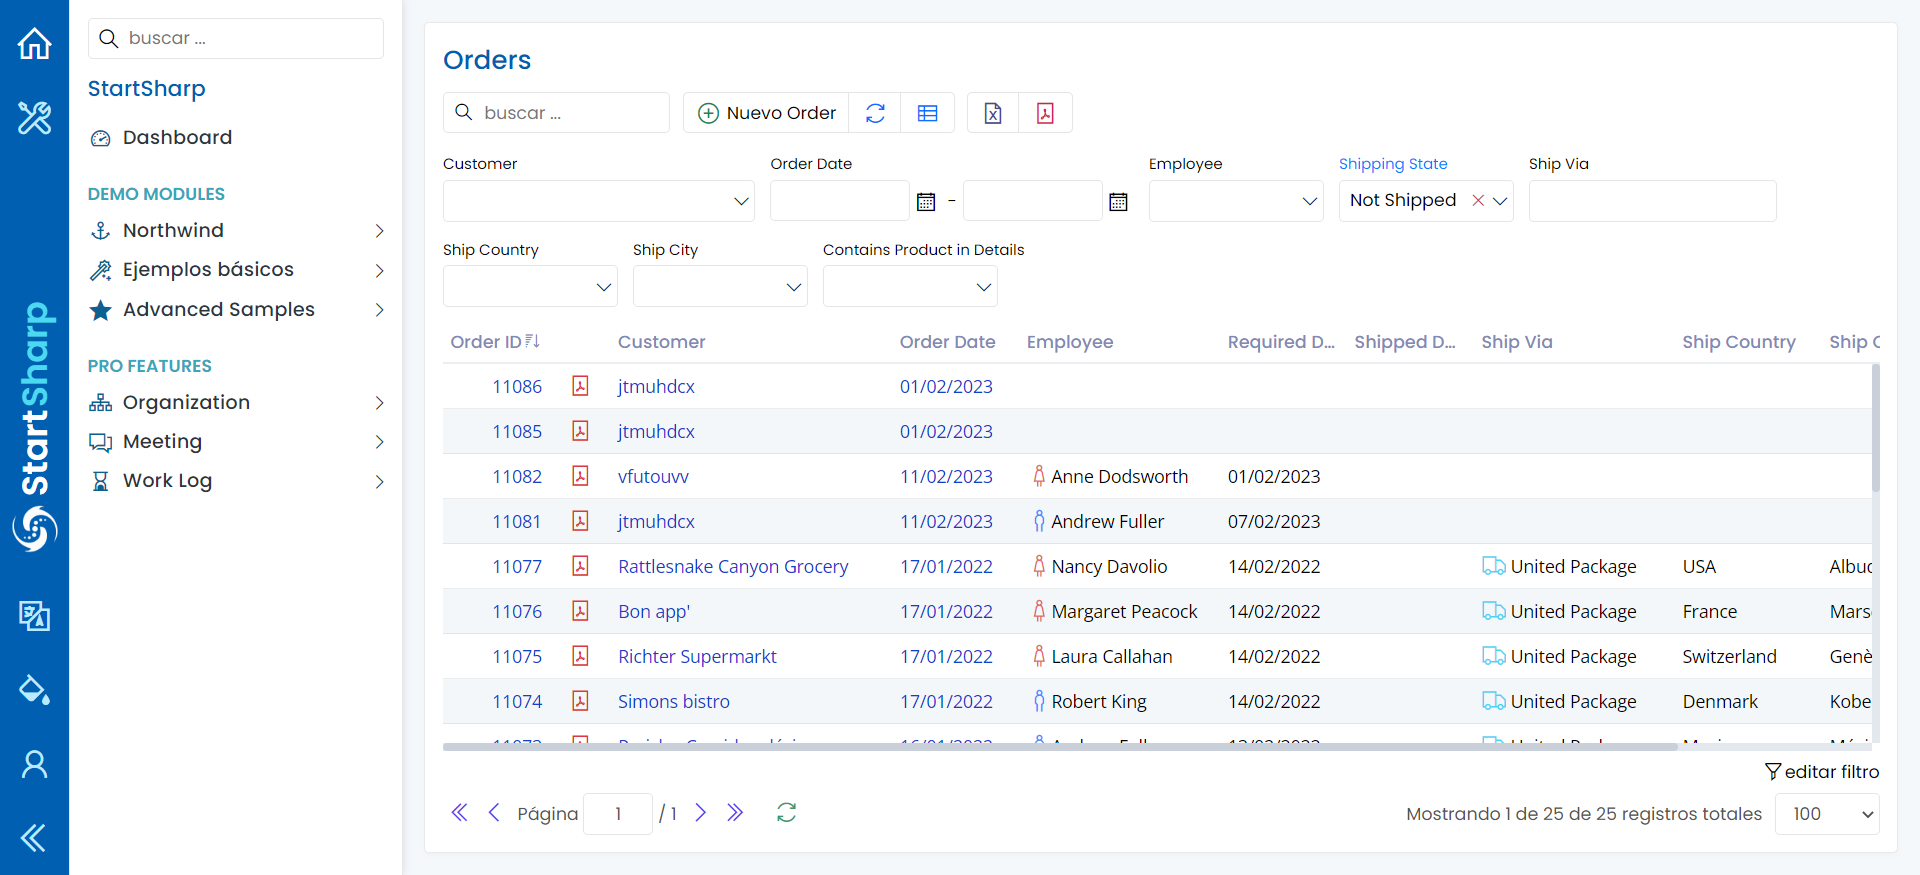 buscar ...
StartSharp
Dashboard
DEMO MODULES
Northwind
Ejemplos básicos
Advanced Samples
PRO FEATURES
Organization
Meeting
Work Log
StartSharp
Orders
buscar ...
Nuevo Order
Customer
Order Date
Employee
Shipping State
Ship Via
-
Not Shipped
Ship Country
Ship City
Contains Product in Details
Order ID Customer Order Date Employee Required D... Shipped D... Ship Via Ship Country Ship
11086 jtmuhdcx 01/02/2023
11085 jtmuhdcx 01/02/2023
11082 vfutouvv 11/02/2023 Anne Dodsworth 01/02/2023
11081 jtmuhdcx 11/02/2023 Andrew Fuller 07/02/2023
11077 Rattlesnake Canyon Grocery 17/01/2022 Nancy Davolio 14/02/2022 United Package USA
11076 Bon app' 17/01/2022 Margaret Peacock 14/02/2022 United Package France
11075 Richter Supermarkt 17/01/2022 Laura Callahan 14/02/2022 United Package Switzerland
11074 Simons bistro 17/01/2022 Robert King 14/02/2022 United Package Denmark
editar filtro
Página 1 / 1
Mostrando 1 de 25 de 25 registros totales 100